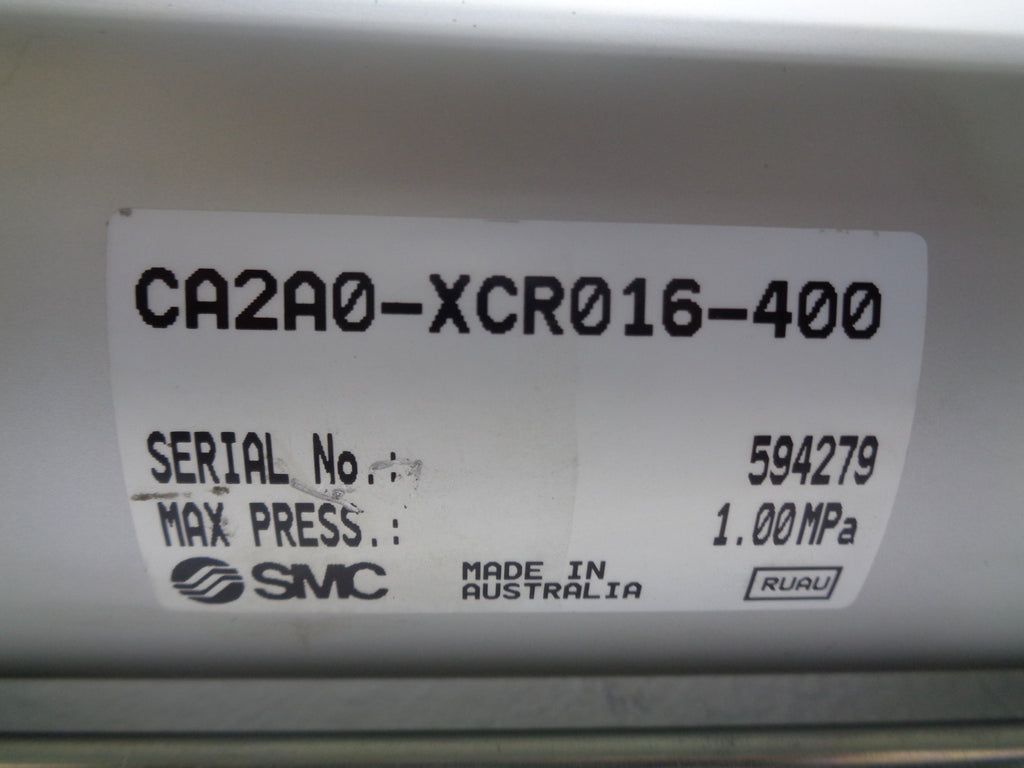 CA2A0-XCR016-400
SERIAL No.: 594279
MAX PRESS.: 1.00MPa
SMC MADE IN AUSTRALIA RUAU